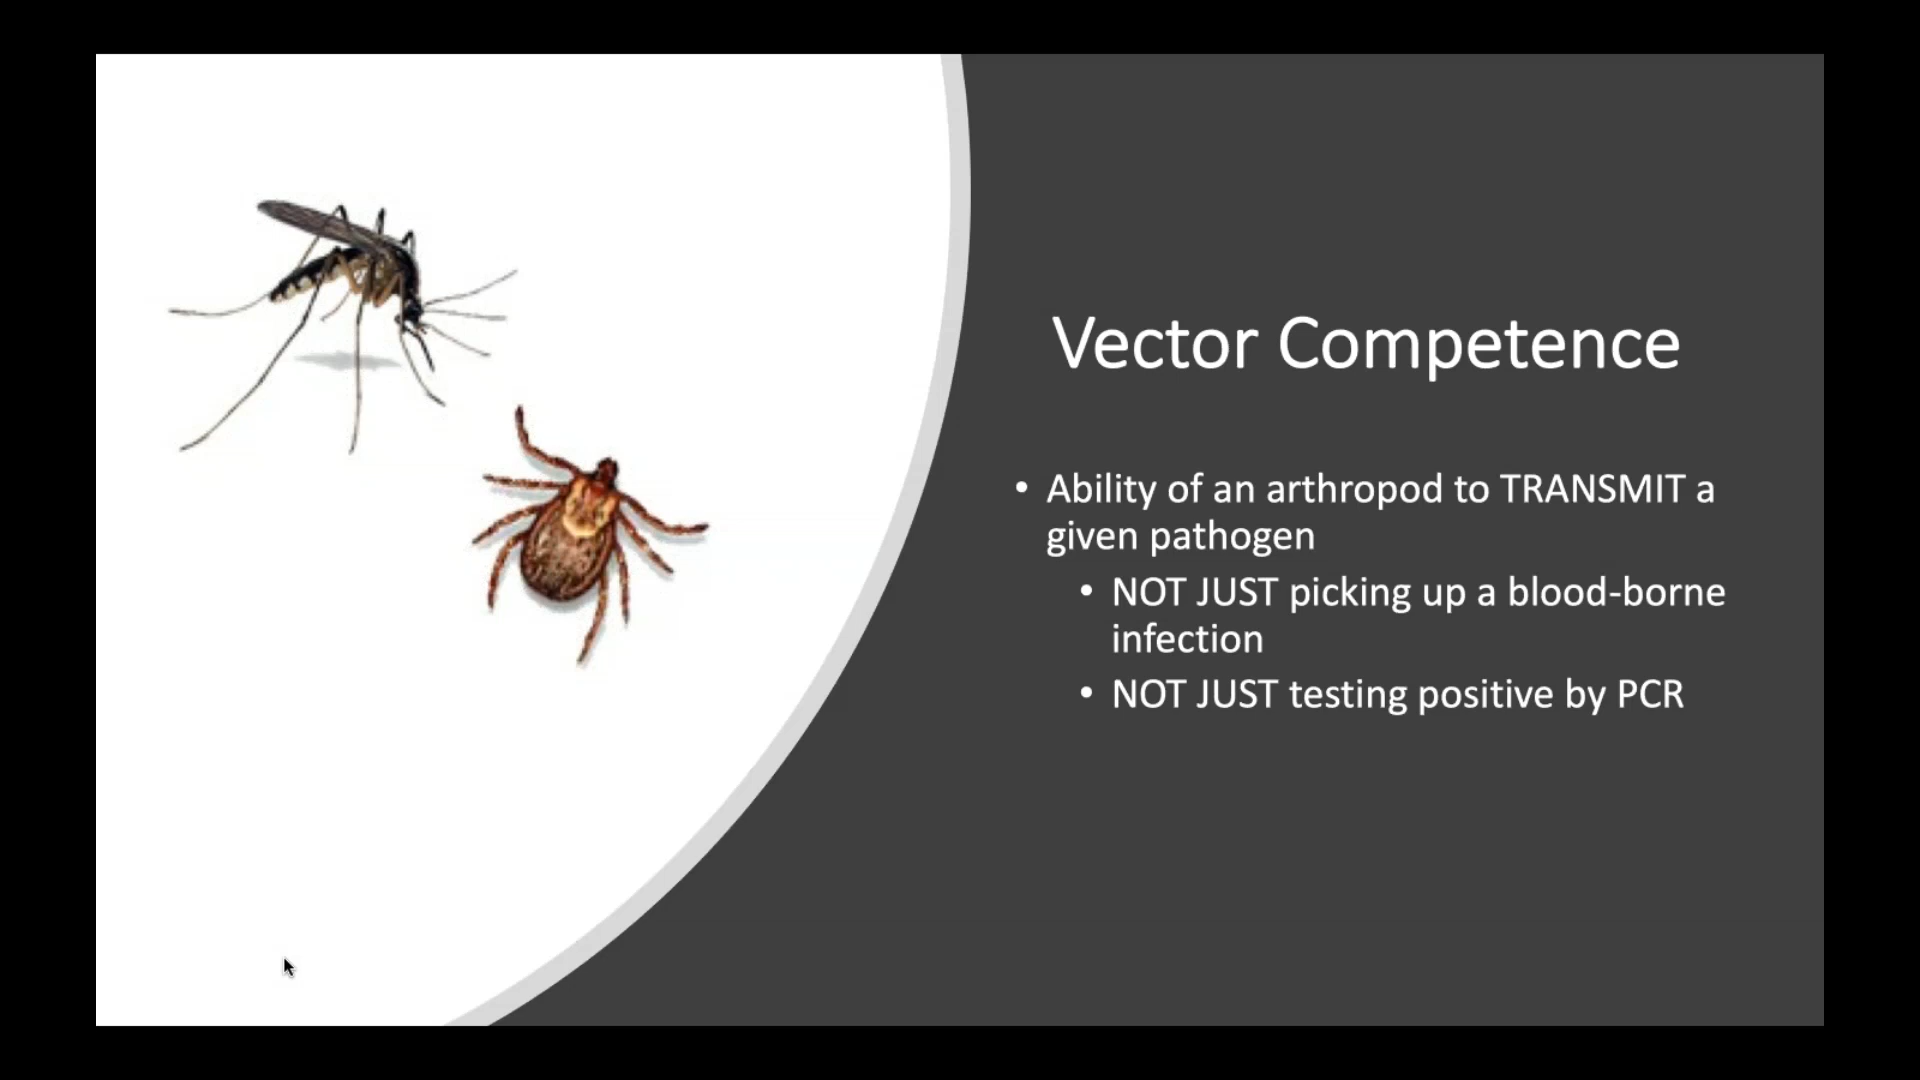 Vector Competence
• Ability of an arthropod to TRANSMIT a
given pathogen
• NOT JUST picking up a blood-borne
infection
• NOT JUST testing positive by PCR